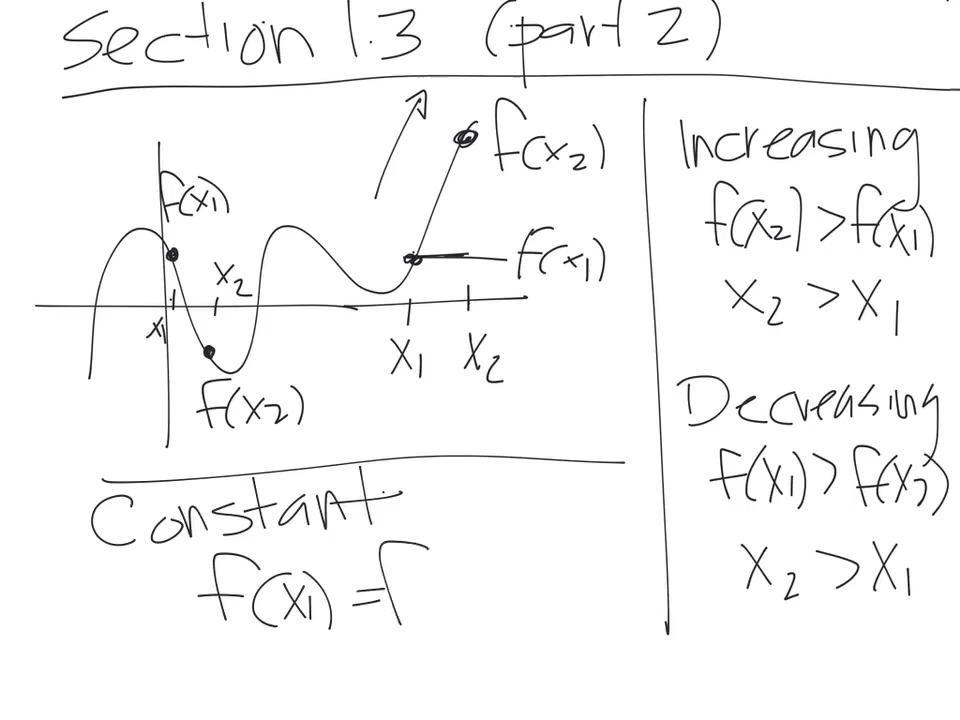 Section 1.3 (part 2)
f(x₁)
x₂
x₁
f(x₂)
f(x₂)
f(x₁)
x₁ x₂
Increasing
f(x₂) > f(x₁)
x₂ > x₁
Decreasing
f(x₁) > f(x₂)
x₂ > x₁
Constant
f(x₁) = f